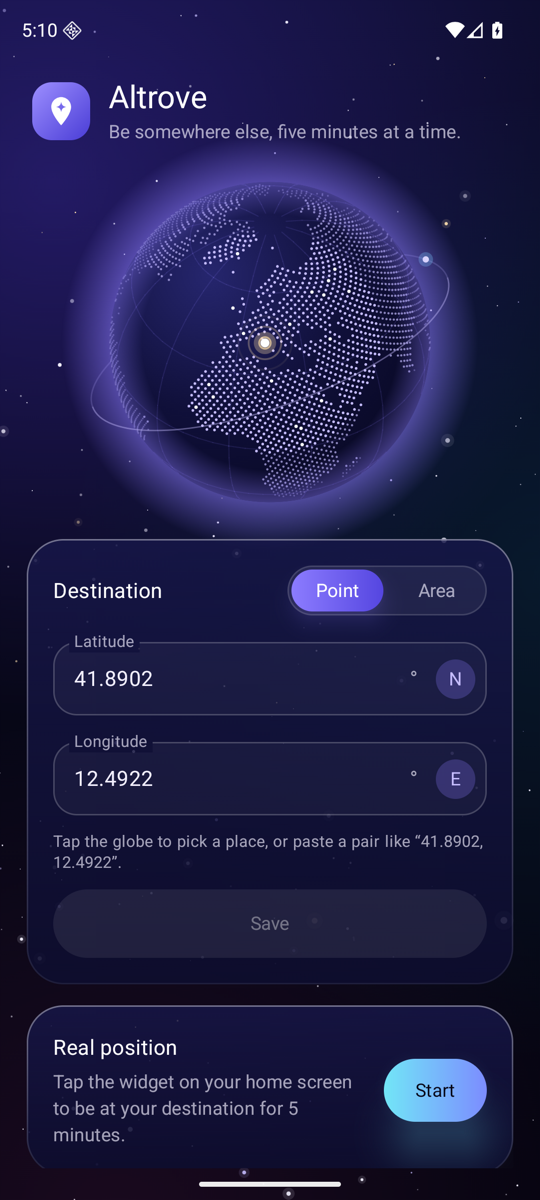 5:10
Altrove
Be somewhere else, five minutes at a time.
Destination
Point
Area
Latitude
41.8902
°
N
Longitude
12.4922
°
E
Tap the globe to pick a place, or paste a pair like “41.8902,
12.4922”.
Save
Real position
Tap the widget on your home screen
to be at your destination for 5
minutes.
Start